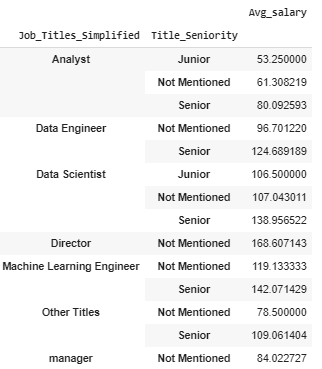 Avg_salary
Job_Titles_Simplified Title_Seniority
Analyst Junior 53.250000
Not Mentioned 61.308219
Senior 80.092593
Data Engineer Not Mentioned 96.701220
Senior 124.689189
Data Scientist Junior 106.500000
Not Mentioned 107.043011
Senior 138.956522
Director Not Mentioned 168.607143
Machine Learning Engineer Not Mentioned 119.133333
Senior 142.071429
Other Titles Not Mentioned 78.500000
Senior 109.061404
manager Not Mentioned 84.022727